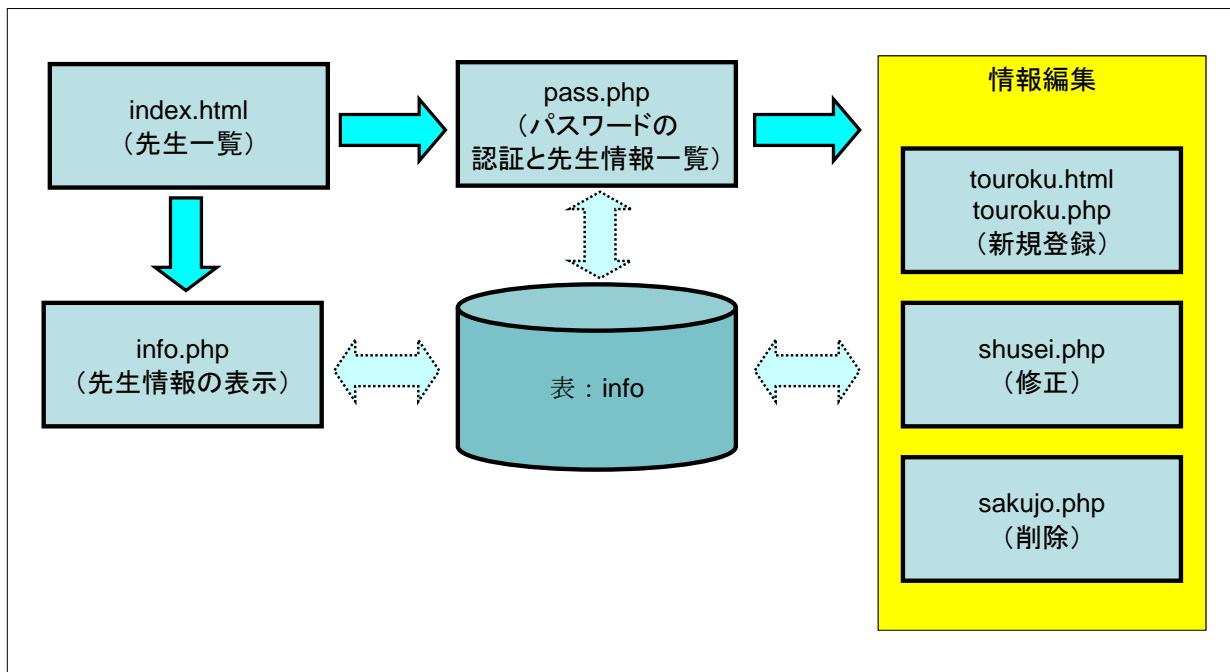 index.html
（先生一覧）
pass.php
（パスワードの
認証と先生情報一覧）
情報編集
touroku.html
touroku.php
（新規登録）
info.php
（先生情報の表示）
表：info
shusei.php
（修正）
sakujo.php
（削除）